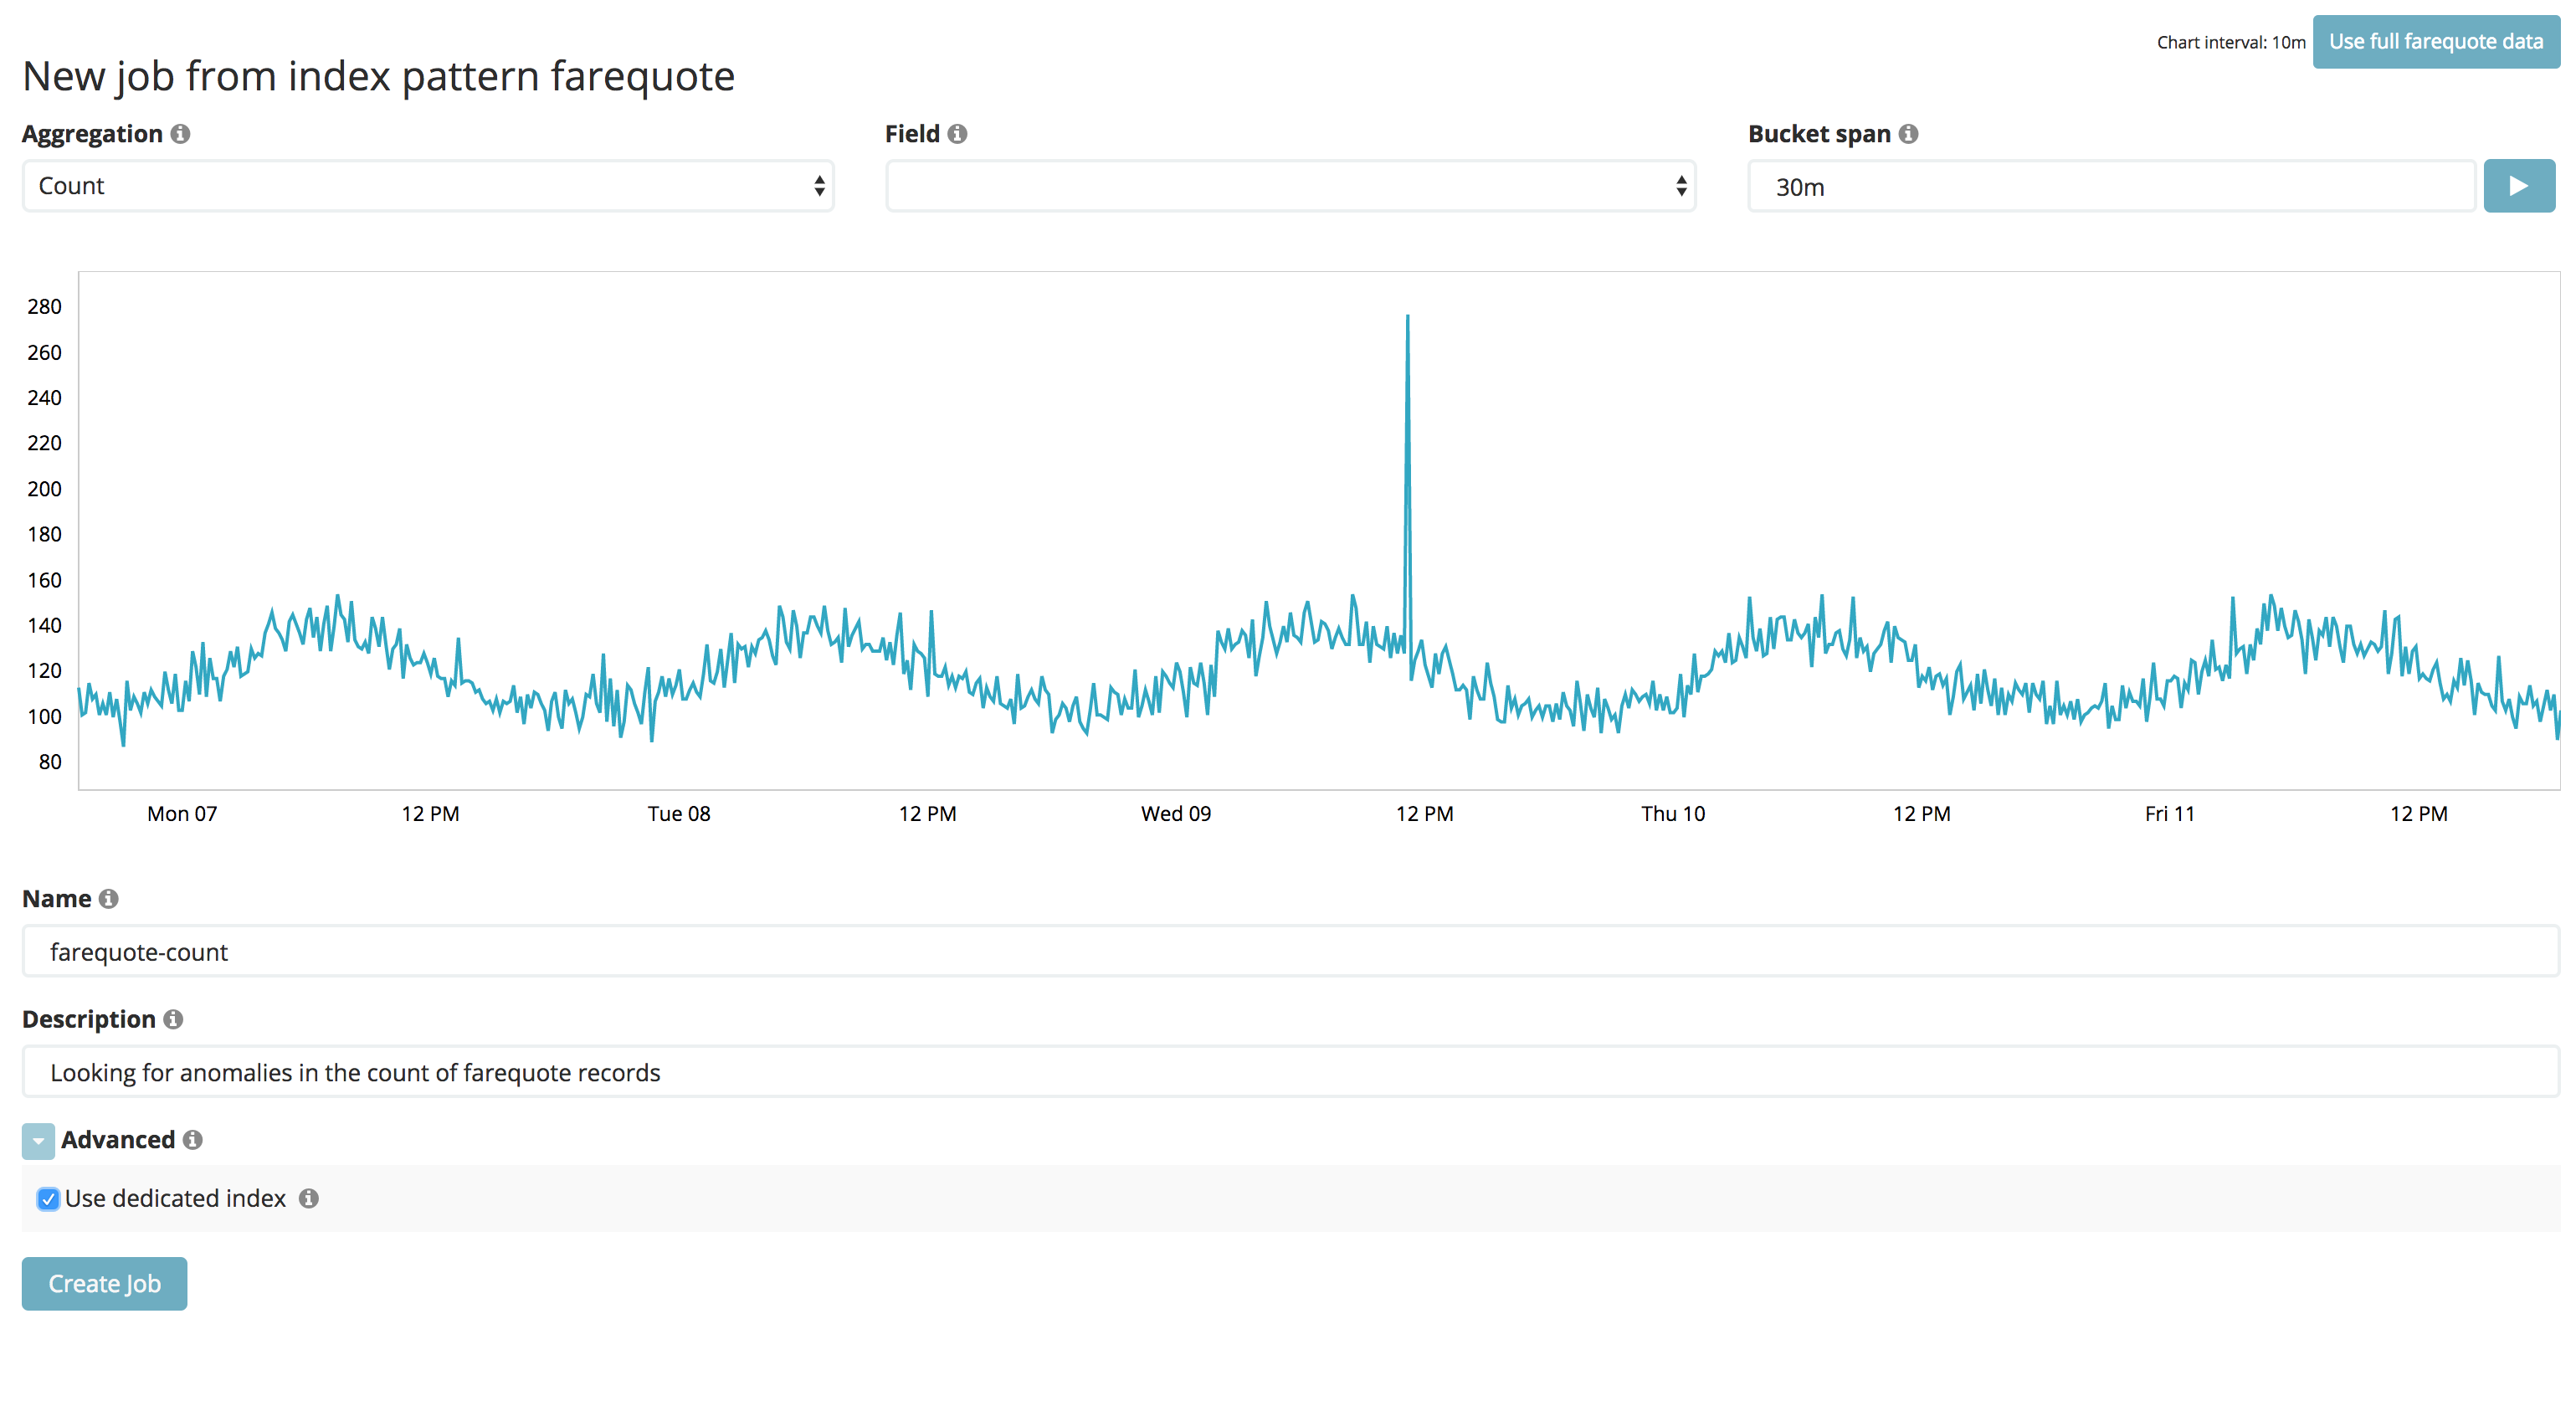 Chart interval: 10m Use full farequote data
New job from index pattern farequote
Aggregation Field Bucket span
Count 30m
280
260
240
220
200
180
160
140
120
100
80
Mon 07 12 PM Tue 08 12 PM Wed 09 12 PM Thu 10 12 PM Fri 11 12 PM
Name
farequote-count
Description
Looking for anomalies in the count of farequote records
Advanced
Use dedicated index
Create Job